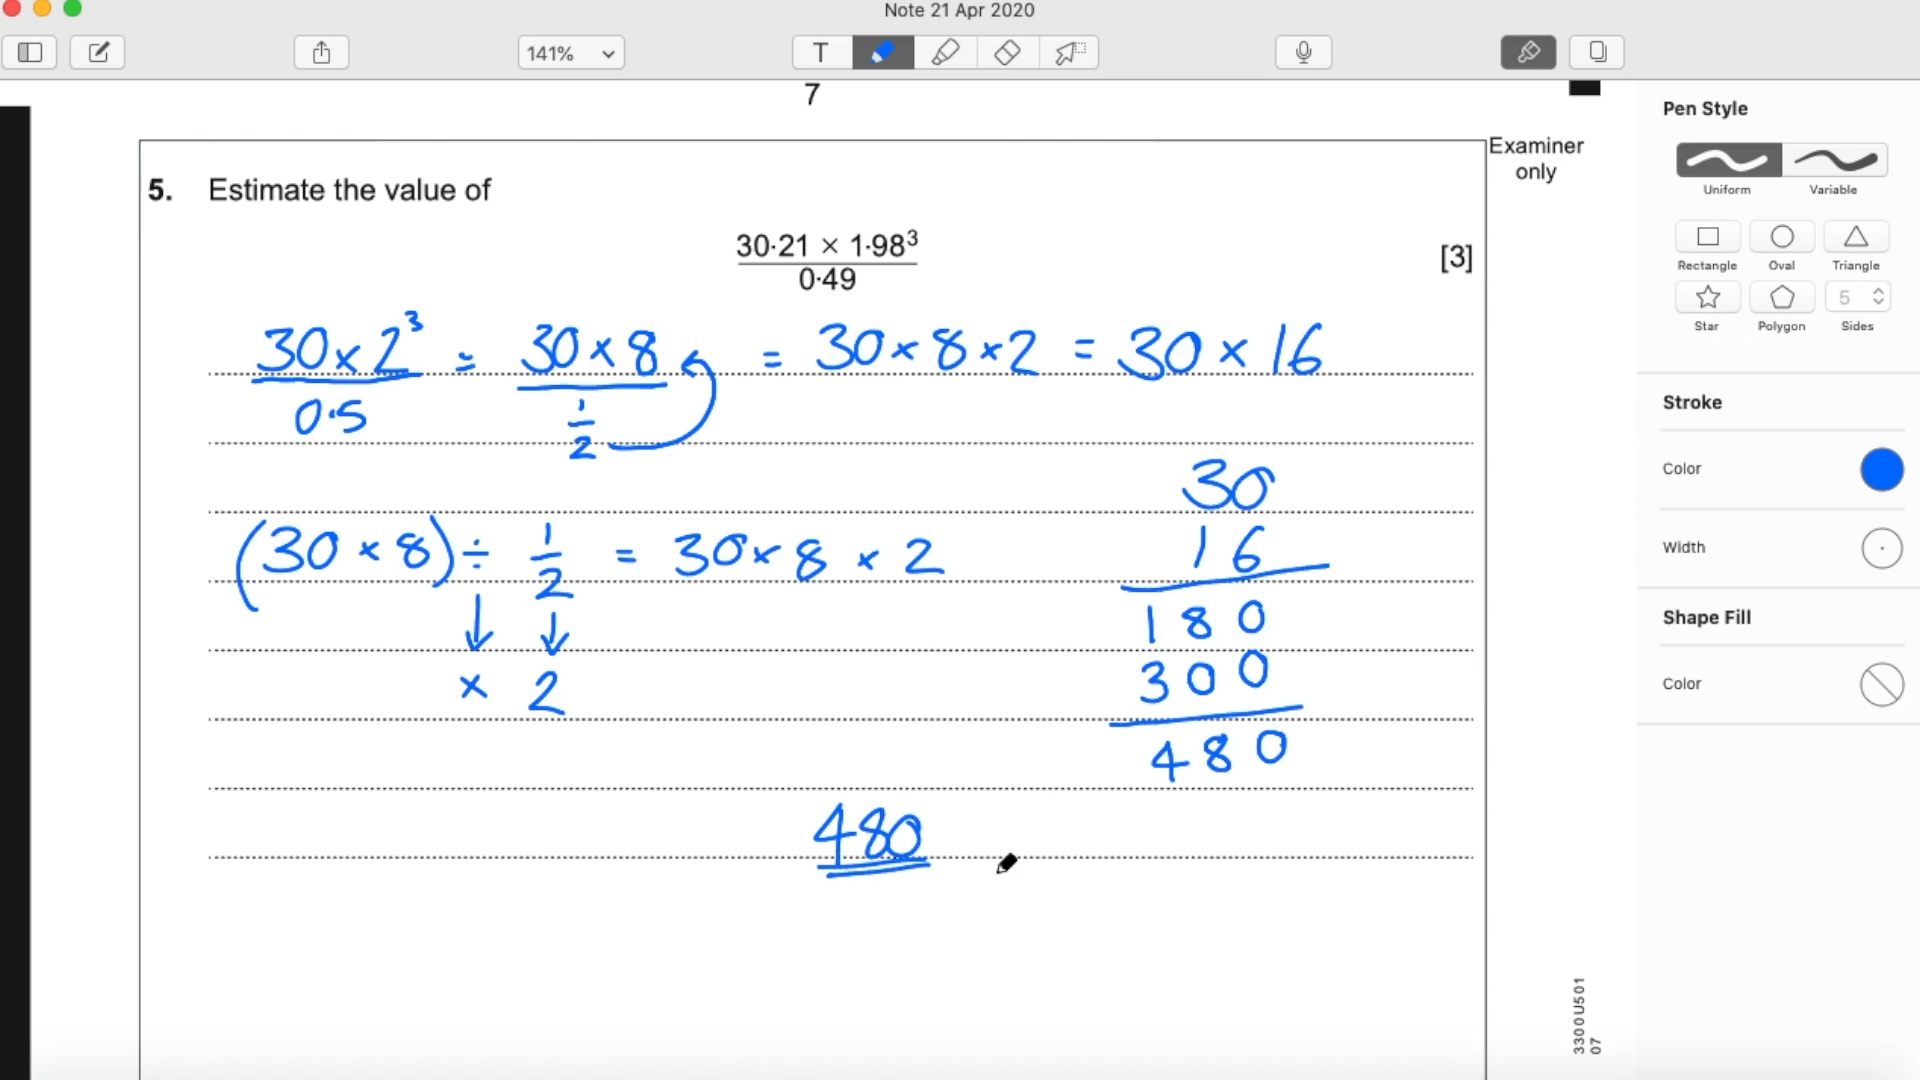 Note 21 Apr 2020
141%
T
7
Examiner
only
5. Estimate the value of
30·21 × 1·98³
0·49
[3]
30 × 2³ = 30 × 8 = 30 × 8 × 2 = 30 × 16
0·5 1/2
30
(30 × 8) ÷ 1/2 = 30 × 8 × 2 16
↓ ↓ 180
× 2 300
480
480
3300U501
07
Pen Style
Uniform Variable
Rectangle Oval Triangle
5
Star Polygon Sides
Stroke
Color
Width
Shape Fill
Color